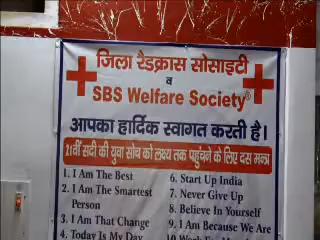 जिला रैडक्रास सोसाइटी
व
SBS Welfare Society®
आपका हार्दिक स्वागत करती है।
21वीं सदी की युवा सोच को लक्ष्य तक पहुंचने के लिए दस मन्त्र
1. I Am The Best
2. I Am The Smartest
Person
3. I Am That Change
4. Today Is My Day
6. Start Up India
7. Never Give Up
8. Believe In Yourself
9. I Am Because We Are